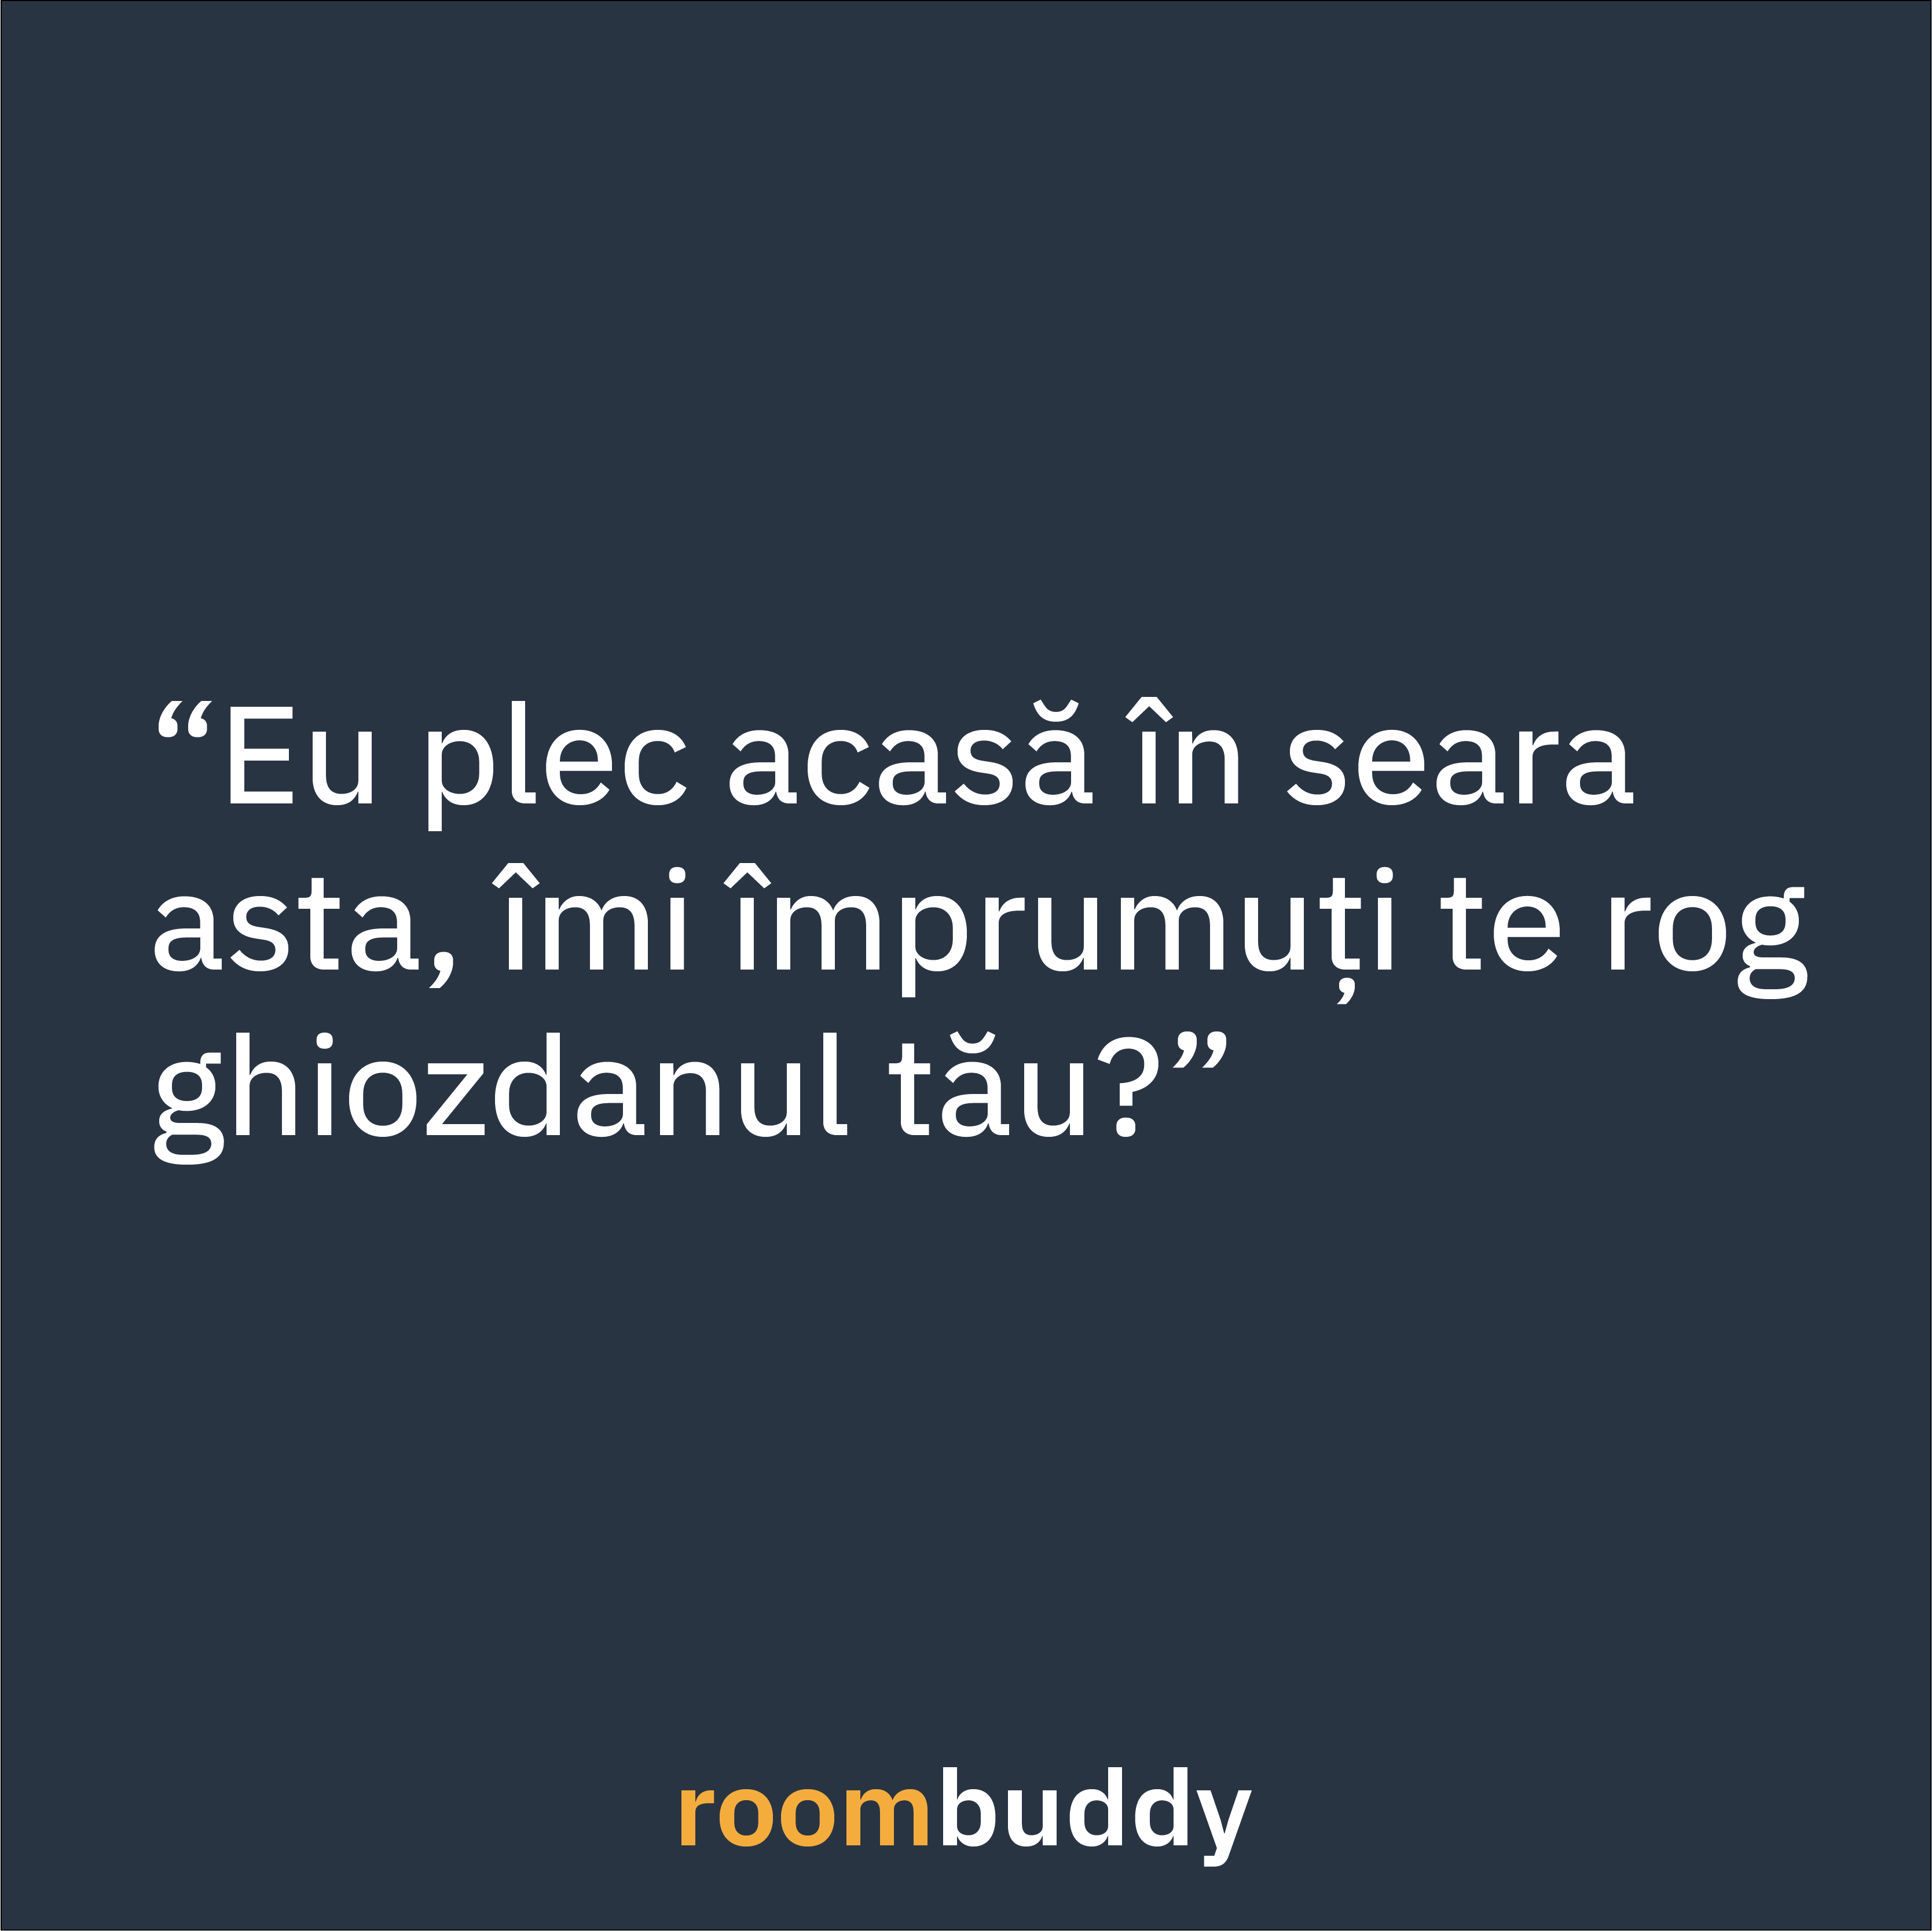 “Eu plec acasă în seara
asta, îmi împrumuți te rog
ghiozdanul tău?”
roombuddy